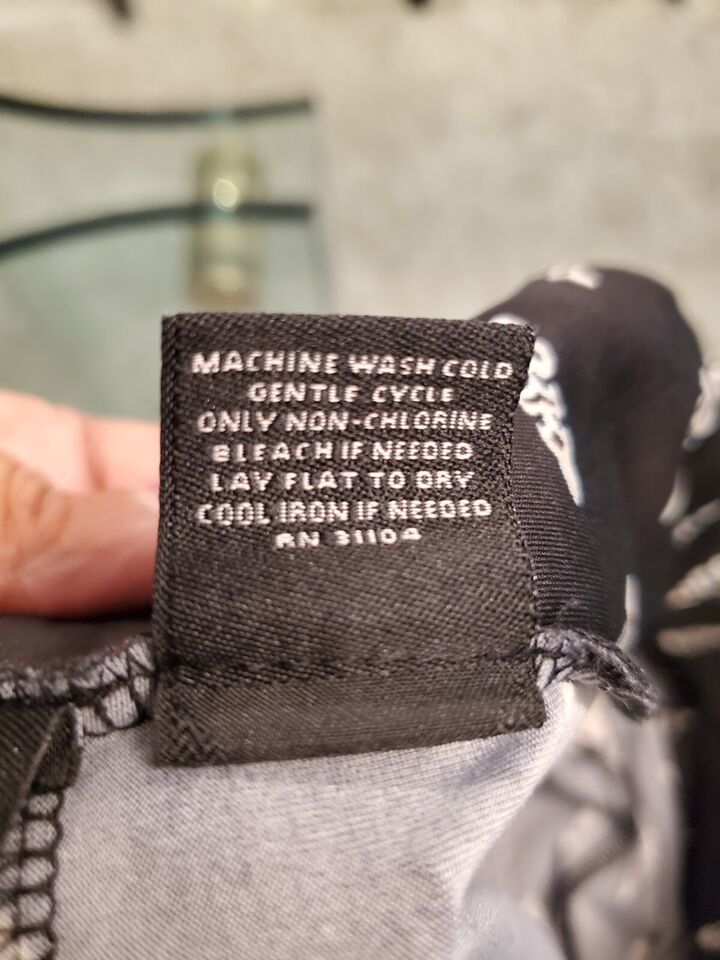 MACHINE WASH COLD
GENTLE CYCLE
ONLY NON-CHLORINE
BLEACH IF NEEDED
LAY FLAT TO DRY
COOL IRON IF NEEDED
RN 31104